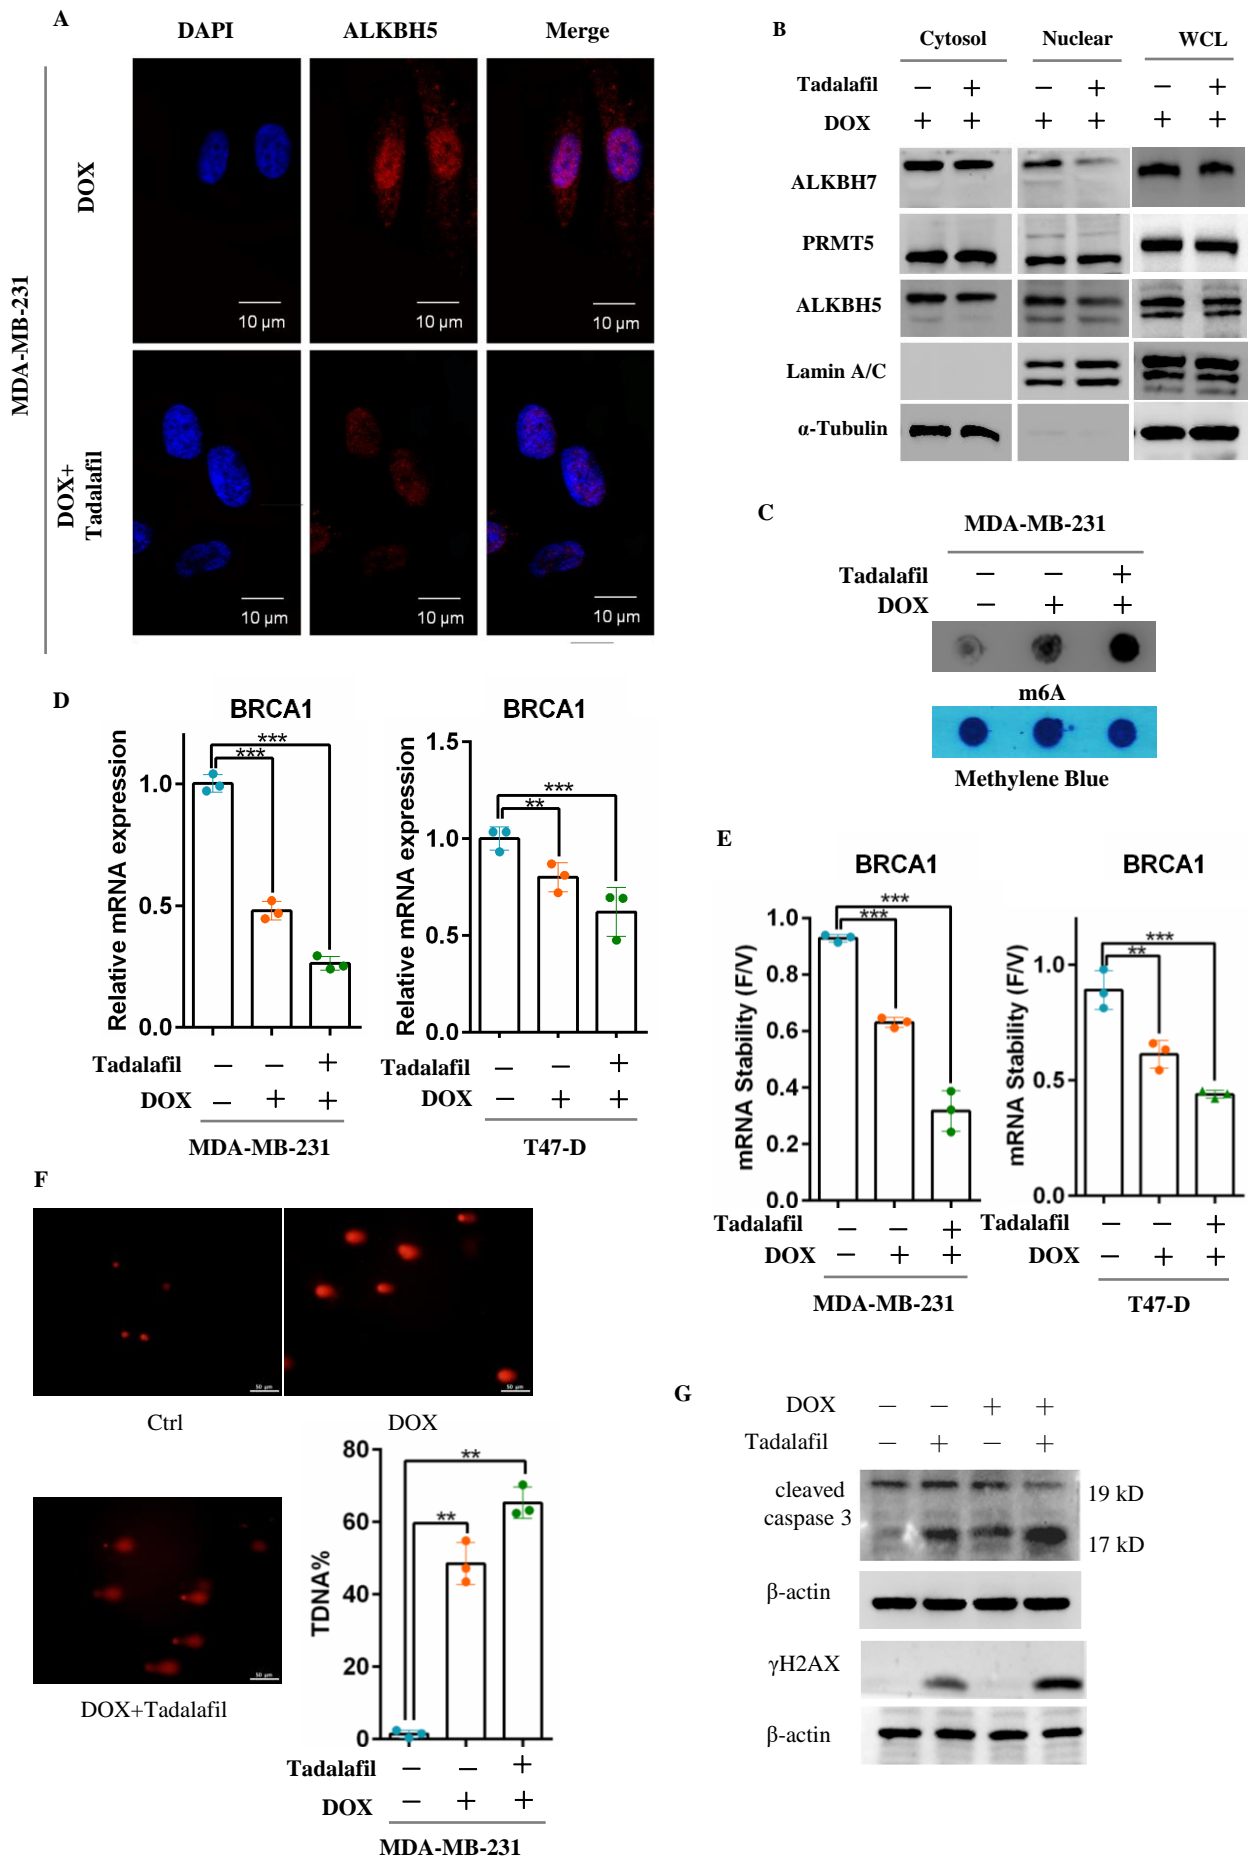 A
DAPI ALKBH5 Merge
MDA-MB-231
DOX
10 µm 10 µm 10 µm
DOX+
Tadalafil
10 µm 10 µm 10 µm
B
Cytosol Nuclear WCL
Tadalafil − + − + − +
DOX + + + + + +
ALKBH7
PRMT5
ALKBH5
Lamin A/C
α-Tubulin
C
MDA-MB-231
Tadalafil − − +
DOX − + +
m6A
Methylene Blue
D
BRCA1
Relative mRNA expression
1.0
0.5
0.0
***
***
Tadalafil − − +
DOX − + +
MDA-MB-231
BRCA1
Relative mRNA expression
1.5
1.0
0.5
0.0
***
**
Tadalafil − − +
DOX − + +
T47-D
E
BRCA1
mRNA Stability (F/V)
1.0
0.8
0.6
0.4
0.2
0.0
***
***
Tadalafil − − +
DOX − + +
MDA-MB-231
BRCA1
mRNA Stability (F/V)
1.0
0.5
0.0
***
**
Tadalafil − − +
DOX − + +
T47-D
F
50 µm 50 µm
Ctrl DOX
50 µm
DOX+Tadalafil
TDNA%
80
60
40
20
0
**
**
Tadalafil − − +
DOX − + +
MDA-MB-231
G
DOX − − + +
Tadalafil − + − +
cleaved
caspase 3
19 kD
17 kD
β-actin
γH2AX
β-actin